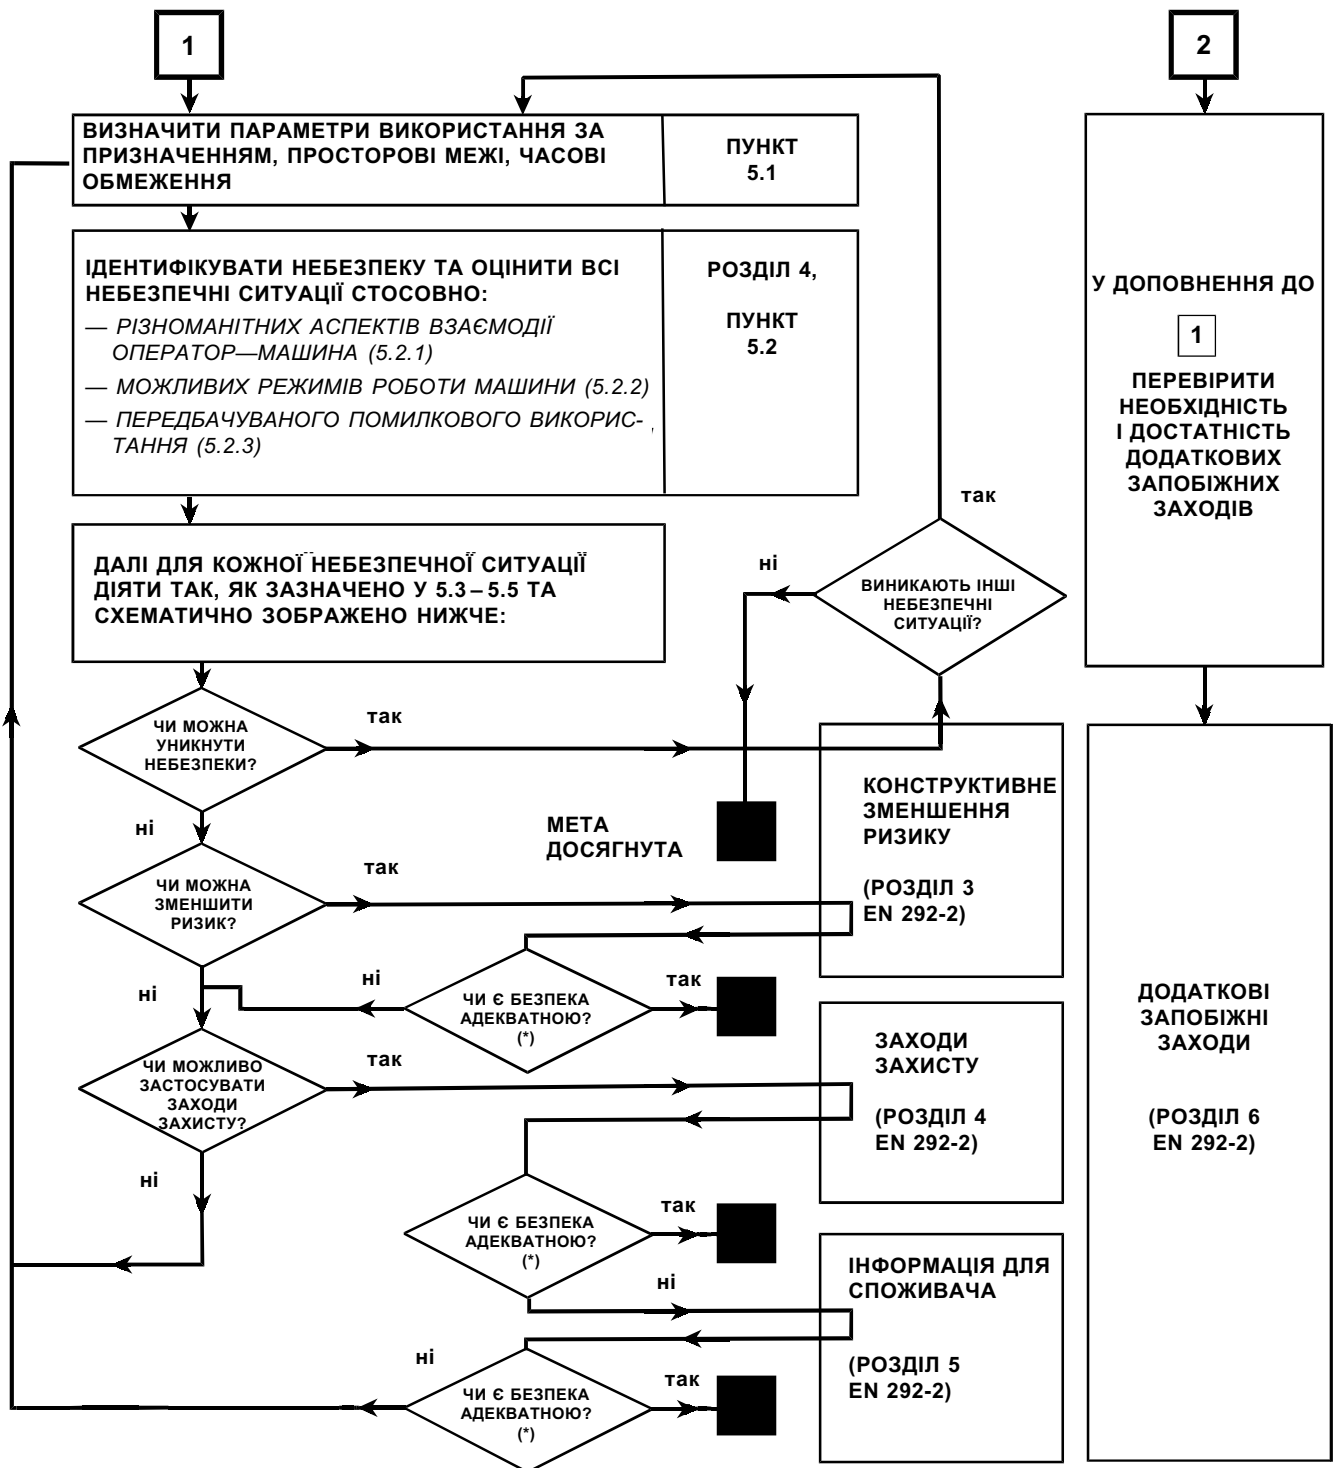 1
2
ВИЗНАЧИТИ ПАРАМЕТРИ ВИКОРИСТАННЯ ЗА
ПРИЗНАЧЕННЯМ, ПРОСТОРОВІ МЕЖІ, ЧАСОВІ
ОБМЕЖЕННЯ
ПУНКТ
5.1
ІДЕНТИФІКУВАТИ НЕБЕЗПЕКУ ТА ОЦІНИТИ ВСІ
НЕБЕЗПЕЧНІ СИТУАЦІЇ СТОСОВНО:
— РІЗНОМАНІТНИХ АСПЕКТІВ ВЗАЄМОДІЇ
ОПЕРАТОР—МАШИНА (5.2.1)
— МОЖЛИВИХ РЕЖИМІВ РОБОТИ МАШИНИ (5.2.2)
— ПЕРЕДБАЧУВАНОГО ПОМИЛКОВОГО ВИКОРИС-
ТАННЯ (5.2.3)
РОЗДІЛ 4,
ПУНКТ
5.2
У ДОПОВНЕННЯ ДО
1
ПЕРЕВІРИТИ
НЕОБХІДНІСТЬ
І ДОСТАТНІСТЬ
ДОДАТКОВИХ
ЗАПОБІЖНИХ
ЗАХОДІВ
ДАЛІ ДЛЯ КОЖНОЇ НЕБЕЗПЕЧНОЇ СИТУАЦІЇ
ДІЯТИ ТАК, ЯК ЗАЗНАЧЕНО У 5.3 – 5.5 ТА
СХЕМАТИЧНО ЗОБРАЖЕНО НИЖЧЕ:
так
ні
ВИНИКАЮТЬ ІНШІ
НЕБЕЗПЕЧНІ
СИТУАЦІЇ?
ЧИ МОЖНА
УНИКНУТИ
НЕБЕЗПЕКИ?
так
ні
МЕТА
ДОСЯГНУТА
КОНСТРУКТИВНЕ
ЗМЕНШЕННЯ
РИЗИКУ
(РОЗДІЛ 3
EN 292-2)
ЧИ МОЖНА
ЗМЕНШИТИ
РИЗИК?
так
ні
ЧИ Є БЕЗПЕКА
АДЕКВАТНОЮ?
(*)
ні
так
ЧИ МОЖЛИВО
ЗАСТОСУВАТИ
ЗАХОДИ
ЗАХИСТУ?
так
ні
ЗАХОДИ
ЗАХИСТУ
(РОЗДІЛ 4
EN 292-2)
ДОДАТКОВІ
ЗАПОБІЖНІ
ЗАХОДИ
(РОЗДІЛ 6
EN 292-2)
ЧИ Є БЕЗПЕКА
АДЕКВАТНОЮ?
(*)
так
ні
ІНФОРМАЦІЯ ДЛЯ
СПОЖИВАЧА
(РОЗДІЛ 5
EN 292-2)
ні
ЧИ Є БЕЗПЕКА
АДЕКВАТНОЮ?
(*)
так